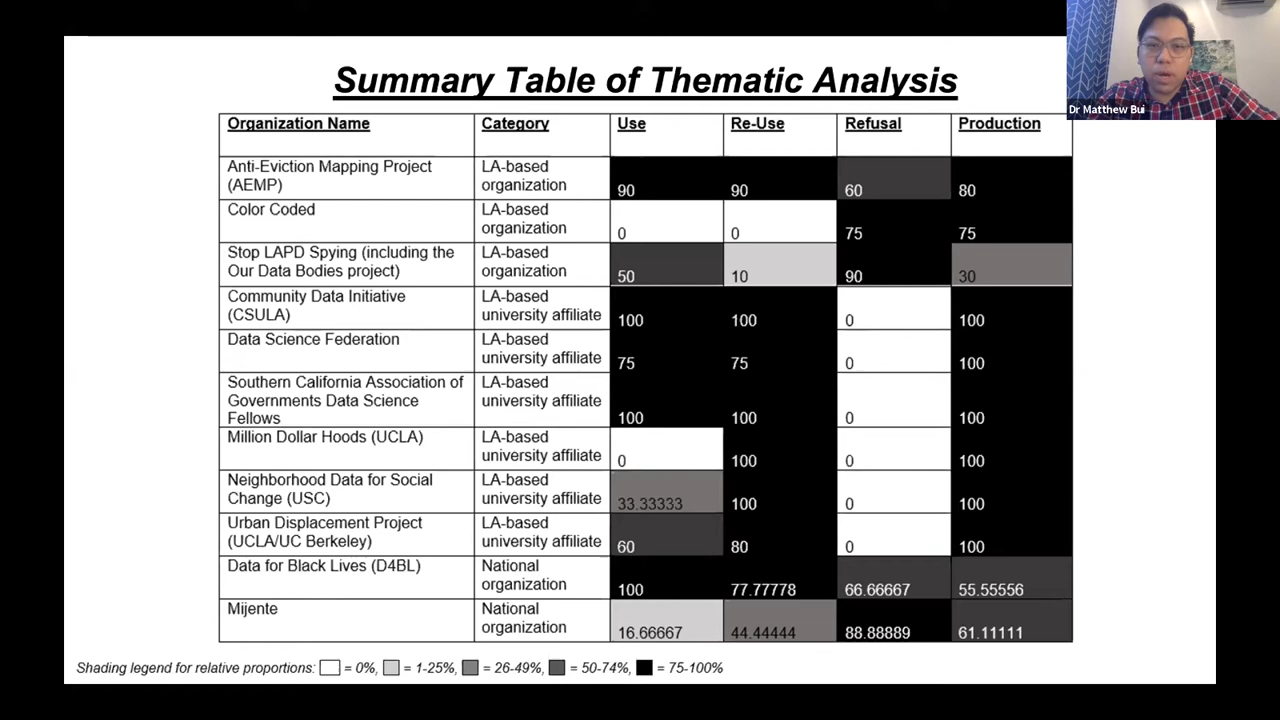 Summary Table of Thematic Analysis
Dr Matthew Bui
Organization Name Category Use Re-Use Refusal Production
Anti-Eviction Mapping Project LA-based
(AEMP) organization 90 90 60 80
Color Coded LA-based
organization 0 0 75 75
Stop LAPD Spying (including the LA-based
Our Data Bodies project) organization 50 10 90 30
Community Data Initiative LA-based
(CSULA) university affiliate 100 100 0 100
Data Science Federation LA-based
university affiliate 75 75 0 100
Southern California Association of LA-based
Governments Data Science university affiliate
Fellows 100 100 0 100
Million Dollar Hoods (UCLA) LA-based
university affiliate 0 100 0 100
Neighborhood Data for Social LA-based
Change (USC) university affiliate 33.33333 100 0 100
Urban Displacement Project LA-based
(UCLA/UC Berkeley) university affiliate 60 80 0 100
Data for Black Lives (D4BL) National
organization 100 77.77778 66.66667 55.55556
Mijente National
organization 16.66667 44.44444 88.88889 61.11111
Shading legend for relative proportions: = 0%, = 1-25%, = 26-49%, = 50-74%, = 75-100%